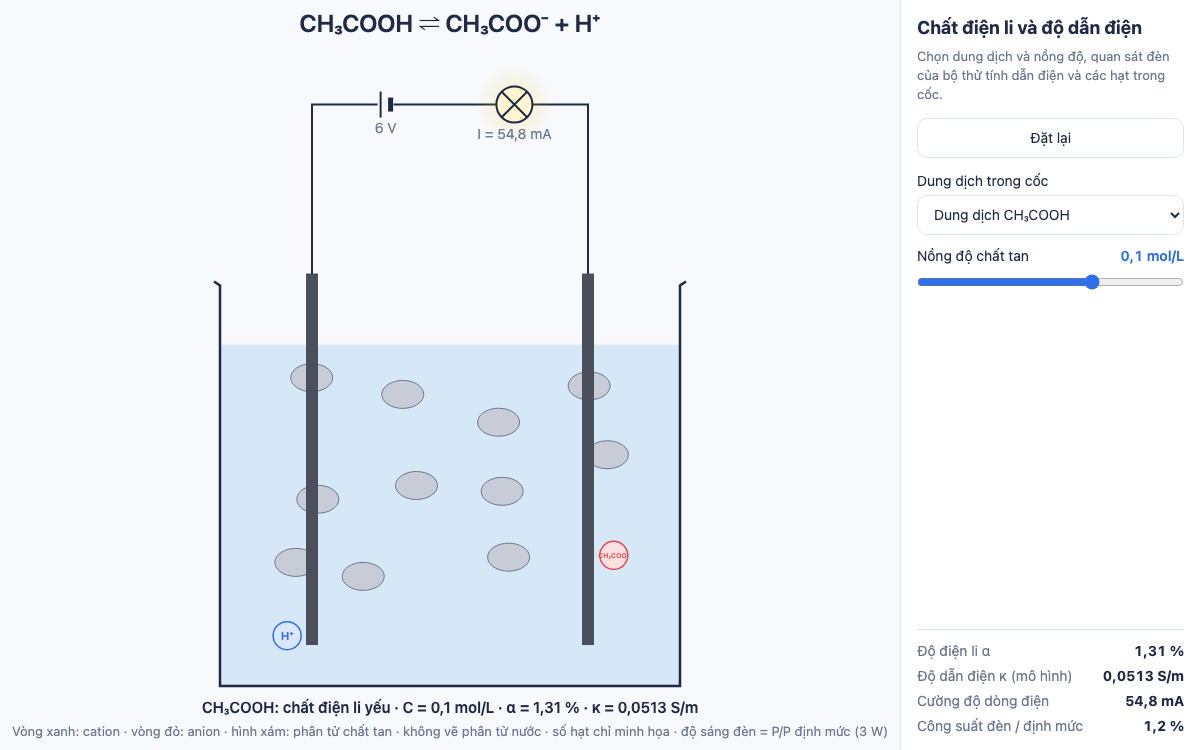 CH₃COOH ⇌ CH₃COO⁻ + H⁺
6 V
I = 54,8 mA
H⁺
CH₃COẪM: chất điện li yếu · C = 0,1 mol/L · α = 1,31 % · κ = 0,0513 S/m
Vòng xanh: cation · vòng đỏ: anion · hình xám: phân tử chất tan · không vẽ phân tử nước · số hạt chỉ minh họa · độ sáng đèn = P/P định mức (3 W)
Chất điện li và độ dẫn điện
Chọn dung dịch và nồng độ, quan sát đèn
của bộ thử tính dẫn điện và các hạt trong
cốc.
Đặt lại
Dung dịch trong cốc
Dung dịch CH₃COOH
Nồng độ chất tan 0,1 mol/L
Độ điện li α 1,31 %
Độ dẫn điện κ (mô hình) 0,0513 S/m
Cường độ dòng điện 54,8 mA
Công suất đèn / định mức 1,2 %